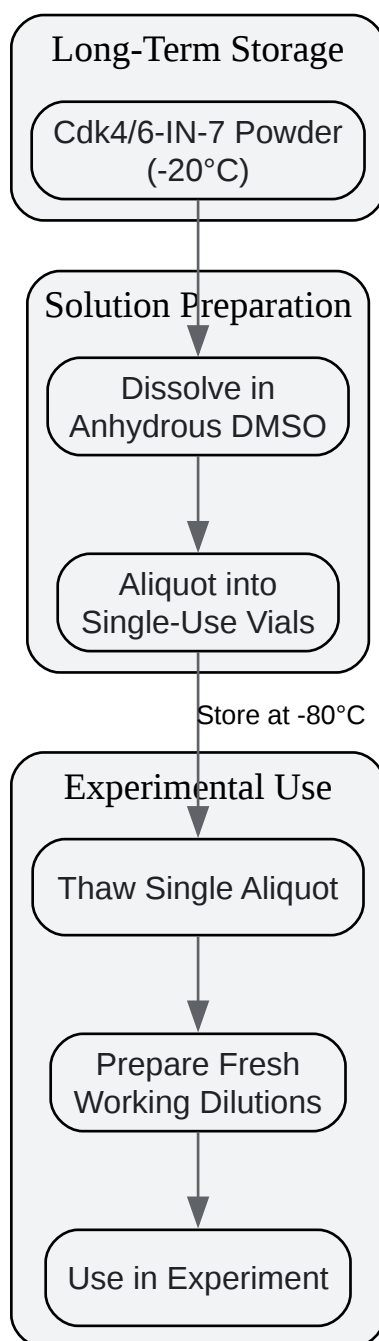 Long-Term Storage
Cdk4/6-IN-7 Powder
(-20°C)
Solution Preparation
Dissolve in
Anhydrous DMSO
Aliquot into
Single-Use Vials
Store at -80°C
Experimental Use
Thaw Single Aliquot
Prepare Fresh
Working Dilutions
Use in Experiment